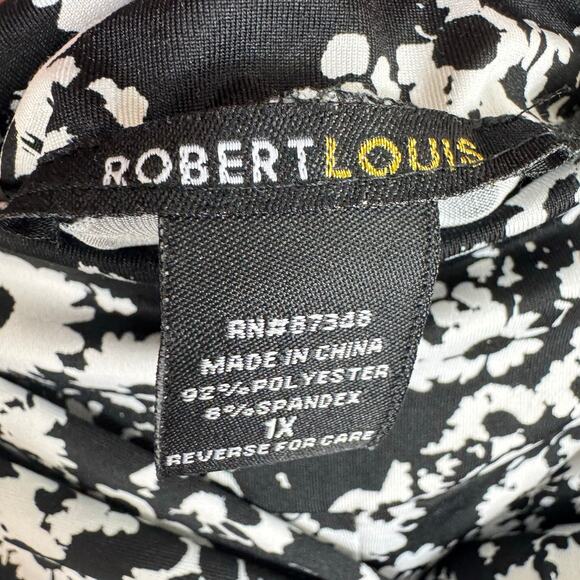 ROBERTLOUIS
RN#87348
MADE IN CHINA
92%POLYESTER
8%SPANDEX
1X
REVERSE FOR CARE